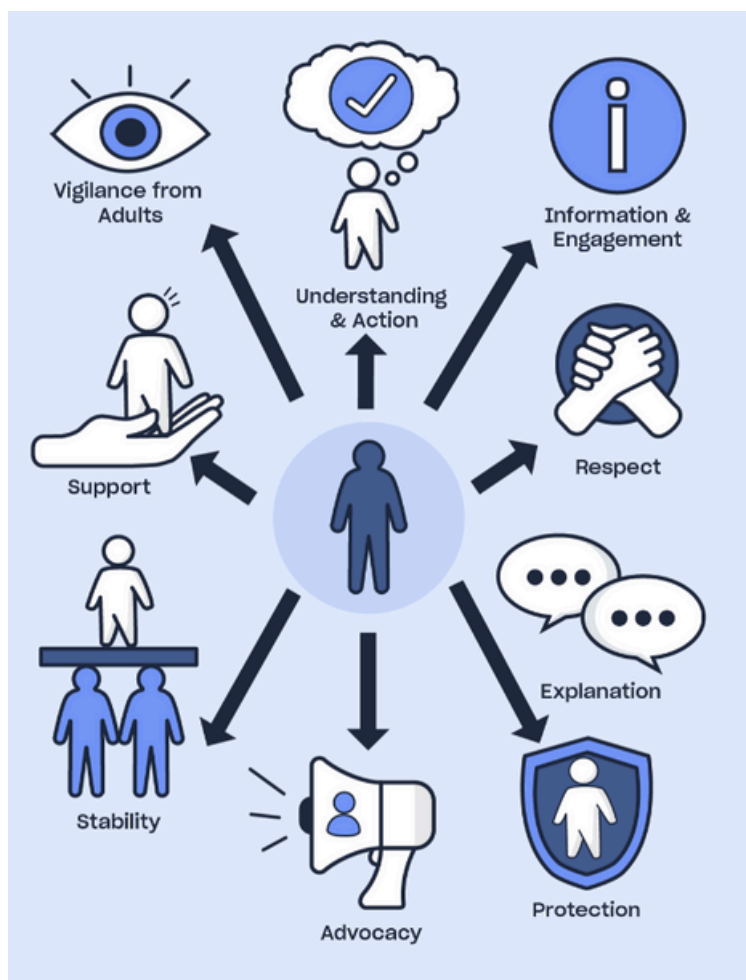 Vigilance from
Adults
Understanding
& Action
Information &
Engagement
Support
Respect
Explanation
Stability
Protection
Advocacy